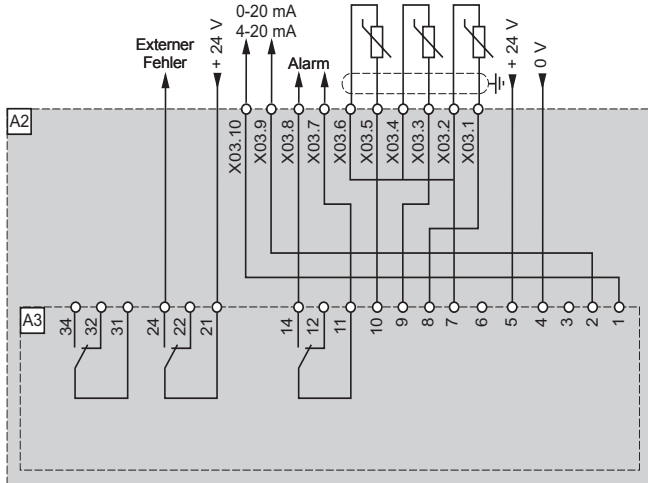 0-20 mA
4-20 mA
Externer
Fehler
+ 24 V
Alarm
+ 24 V
0 V
A2
X03.10
X03.9
X03.8
X03.7
X03.6
X03.5
X03.4
X03.3
X03.2
X03.1
A3
34
32
31
24
22
21
14
12
11
10
9
8
7
6
5
4
3
2
1